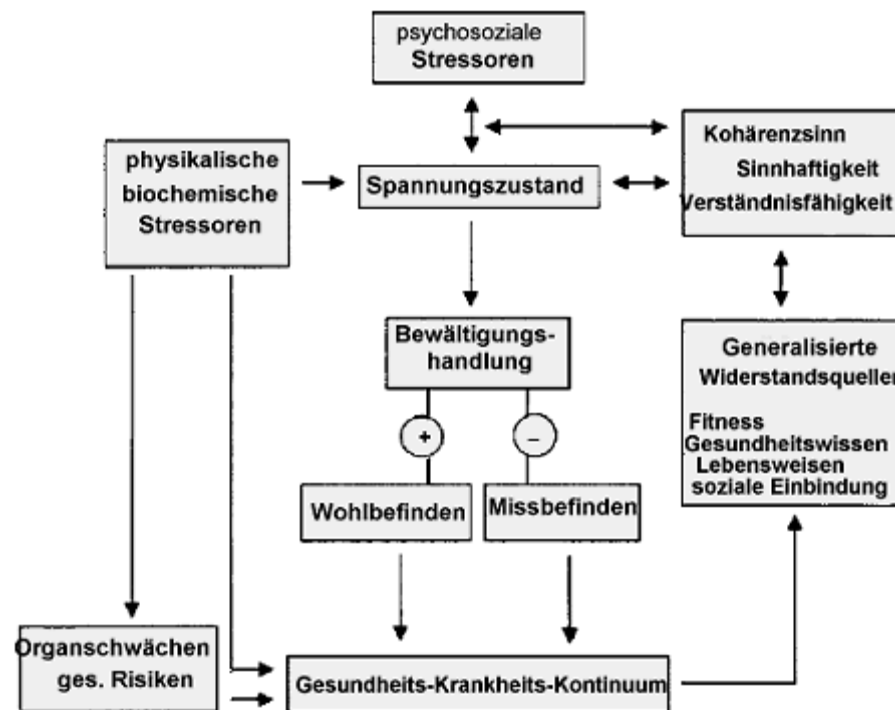 psychosoziale
Stressoren
physikalische
biochemische
Stressoren
Spannungszustand
Kohärenzsinn
Sinnhaftigkeit
Verständnisfähigkeit
Bewältigungs-
handlung
Generalisierte
Widerstandsqueller
Fitness
Gesundheitswissen
Lebensweisen
soziale Einbindung
+
–
Wohlbefinden
Missbefinden
Organschwächen
ges. Risiken
Gesundheits-Krankheits-Kontinuum